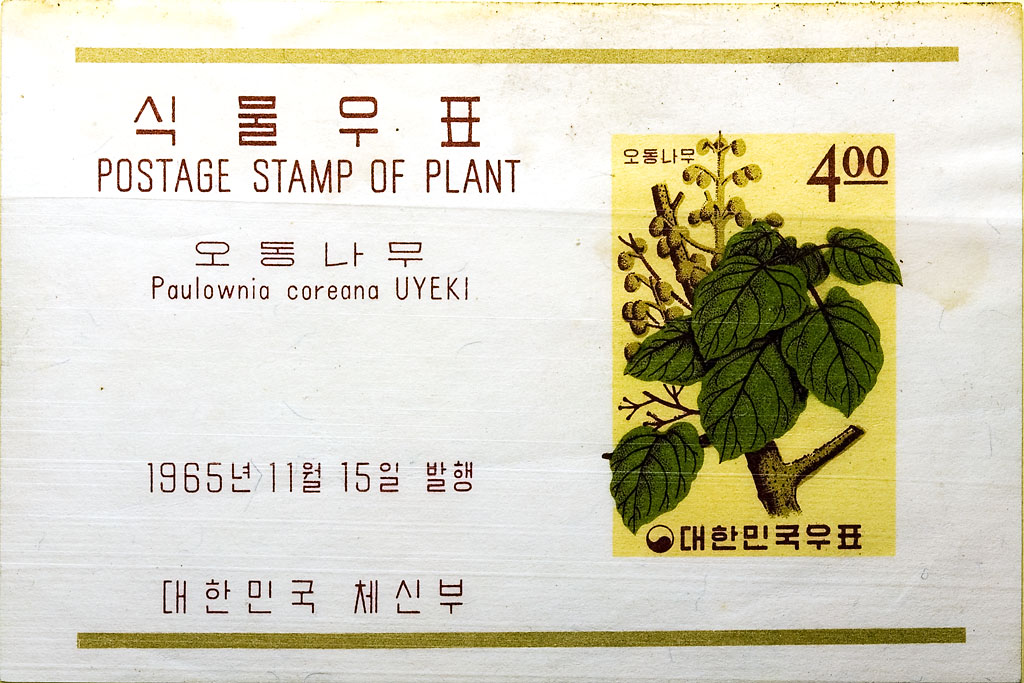 식물우표
POSTAGE STAMP OF PLANT
오동나무
Paulownia coreana UYEKI
1965년 11월 15일 발행
대한민국 체신부
오동나무
4.00
대한민국우표